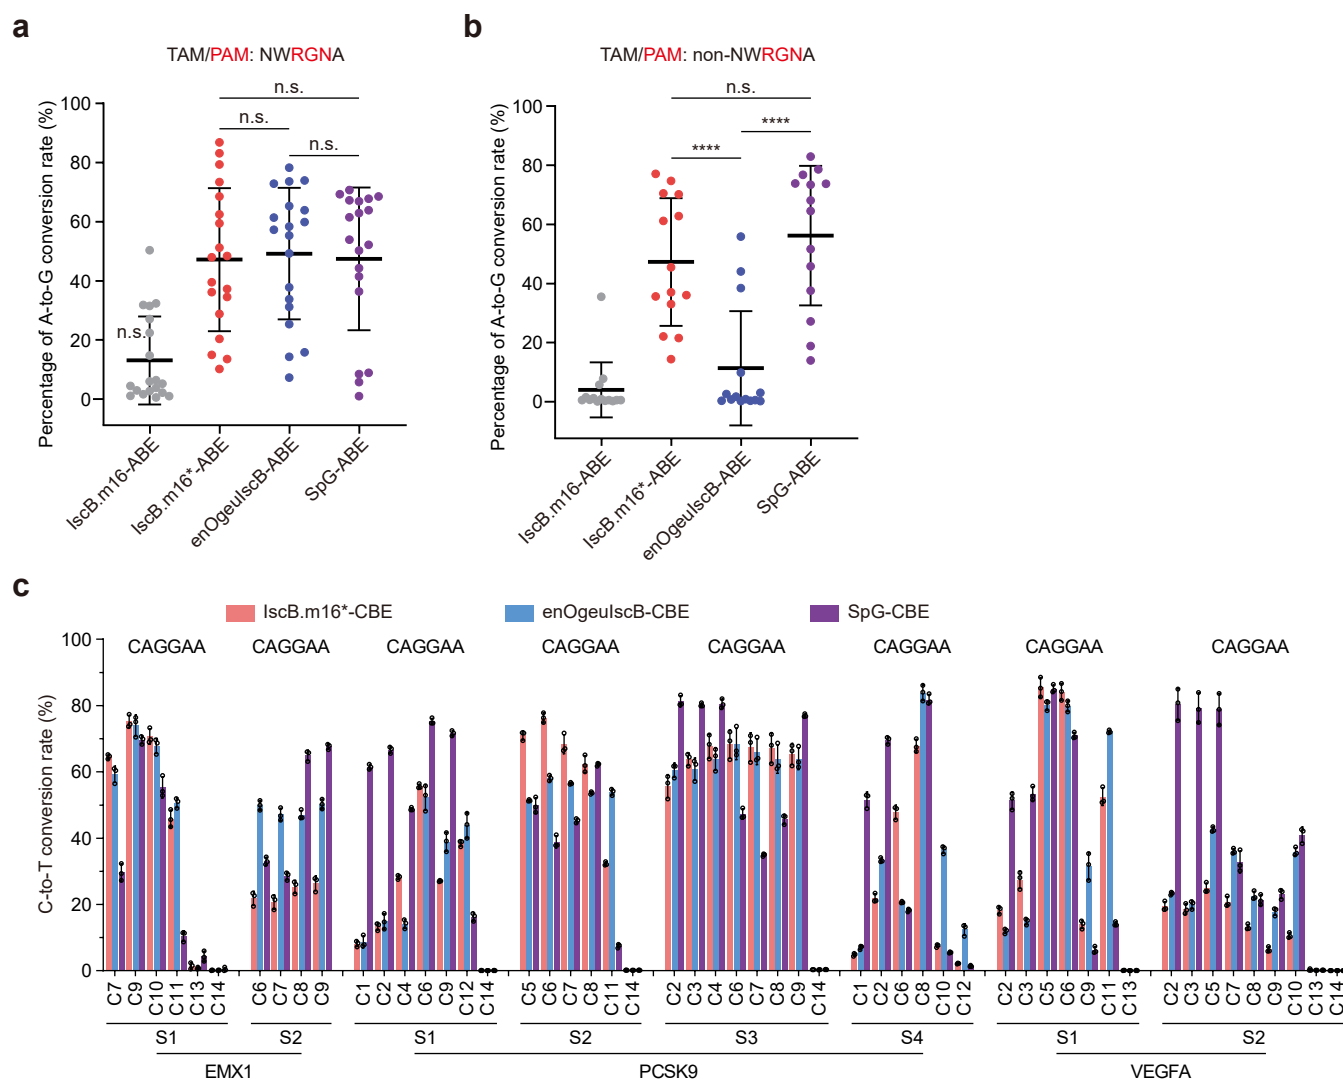 a
TAM/PAM: NWRGNA
n.s.
n.s.
n.s.
n.s.
Percentage of A-to-G conversion rate (%)
100
80
60
40
20
0
IscB.m16-ABE
IscB.m16*-ABE
enOgeuIscB-ABE
SpG-ABE
b
TAM/PAM: non-NWRGNA
n.s.
****
****
Percentage of A-to-G conversion rate (%)
100
80
60
40
20
0
IscB.m16-ABE
IscB.m16*-ABE
enOgeuIscB-ABE
SpG-ABE
c
IscB.m16*-CBE enOgeuIscB-CBE SpG-CBE
C-to-T conversion rate (%)
100
80
60
40
20
0
CAGGAA CAGGAA CAGGAA CAGGAA CAGGAA CAGGAA CAGGAA CAGGAA
C7 C9 C10 C11 C13 C14 C6 C7 C8 C9 C1 C2 C4 C6 C9 C12 C14 C5 C6 C7 C8 C11 C14 C2 C3 C4 C6 C7 C8 C9 C14 C1 C2 C6 C8 C10 C12 C2 C3 C5 C6 C9 C11 C13 C2 C3 C5 C7 C8 C9 C10 C13 C14
S1 S2 S1 S2 S3 S4 S1 S2
EMX1 PCSK9 VEGFA